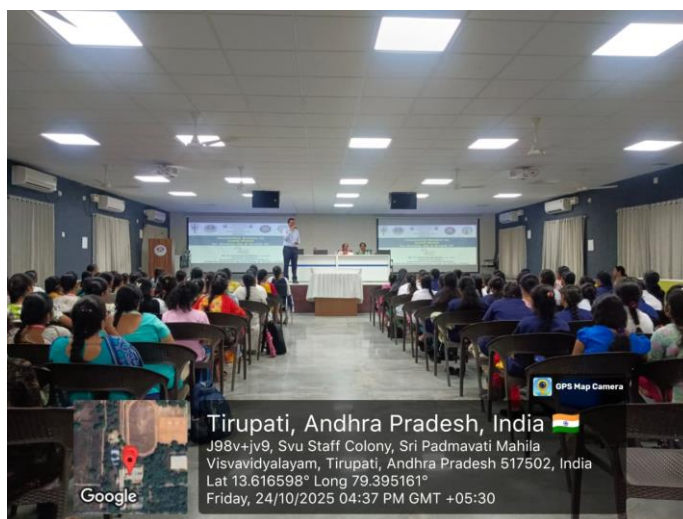 GPS Map Camera
Tirupati, Andhra Pradesh, India
J98v+jv9, Svu Staff Colony, Sri Padmavati Mahila
Visvavidyalayam, Tirupati, Andhra Pradesh 517502, India
Lat 13.616598° Long 79.395161°
Friday, 24/10/2025 04:37 PM GMT +05:30
Google